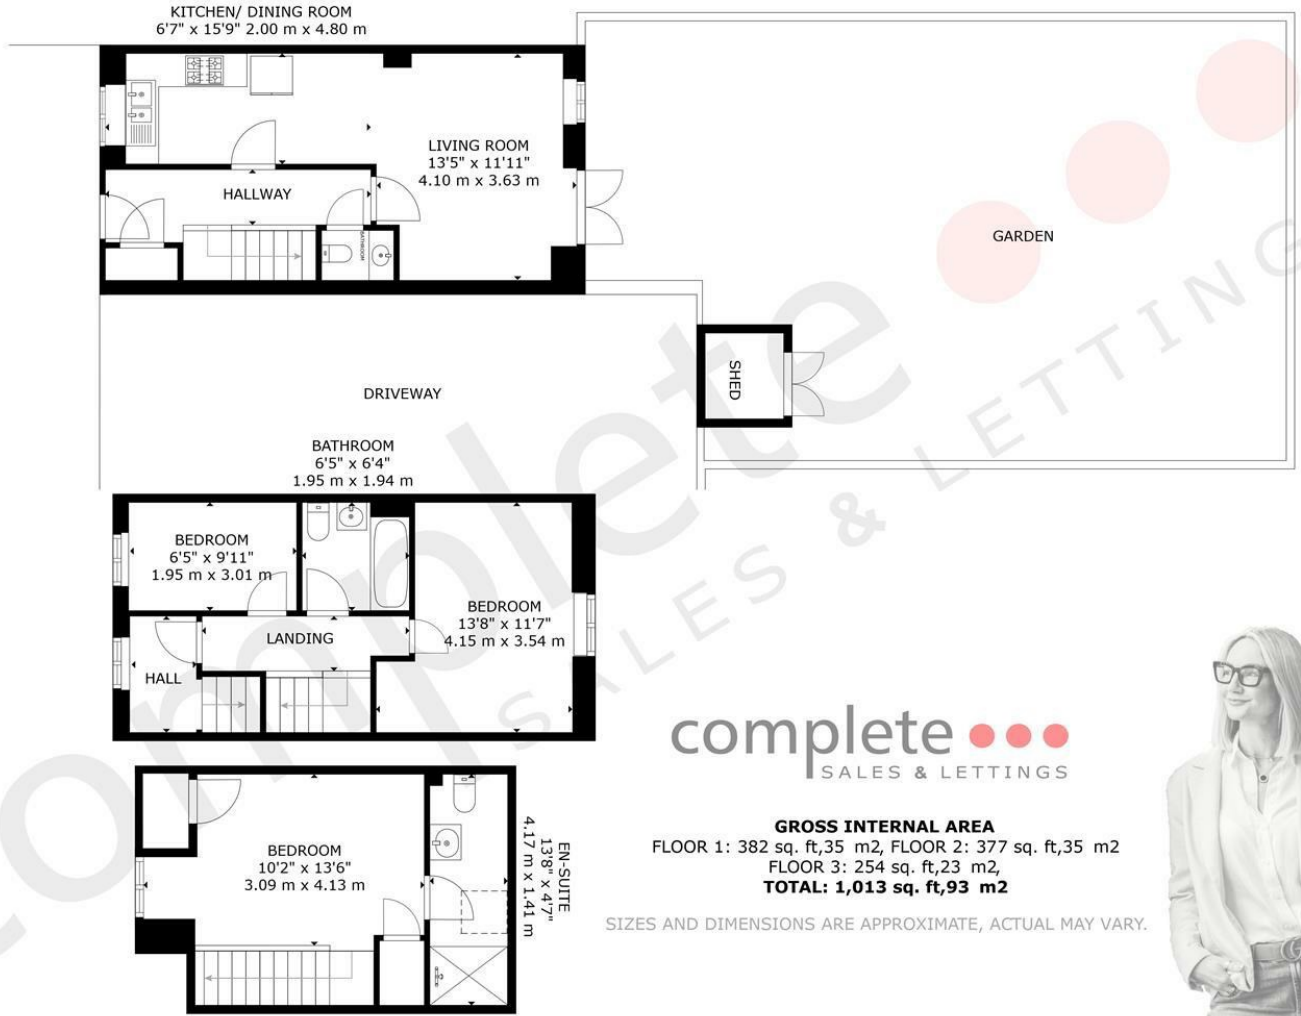 KITCHEN/ DINING ROOM
6'7" x 15'9" 2.00 m x 4.80 m
LIVING ROOM
13'5" x 11'11"
4.10 m x 3.63 m
HALLWAY
BATHROOM
GARDEN
SHED
DRIVEWAY
BATHROOM
6'5" x 6'4"
1.95 m x 1.94 m
BEDROOM
6'5" x 9'11"
1.95 m x 3.01 m
BEDROOM
13'8" x 11'7"
4.15 m x 3.54 m
LANDING
HALL
BEDROOM
10'2" x 13'6"
3.09 m x 4.13 m
EN-SUITE
13'8" x 4'7"
4.17 m x 1.41 m
complete
SALES & LETTINGS
GROSS INTERNAL AREA
FLOOR 1: 382 sq. ft,35 m2, FLOOR 2: 377 sq. ft,35 m2
FLOOR 3: 254 sq. ft,23 m2,
TOTAL: 1,013 sq. ft,93 m2
SIZES AND DIMENSIONS ARE APPROXIMATE, ACTUAL MAY VARY.
complete
SALES & LETTING